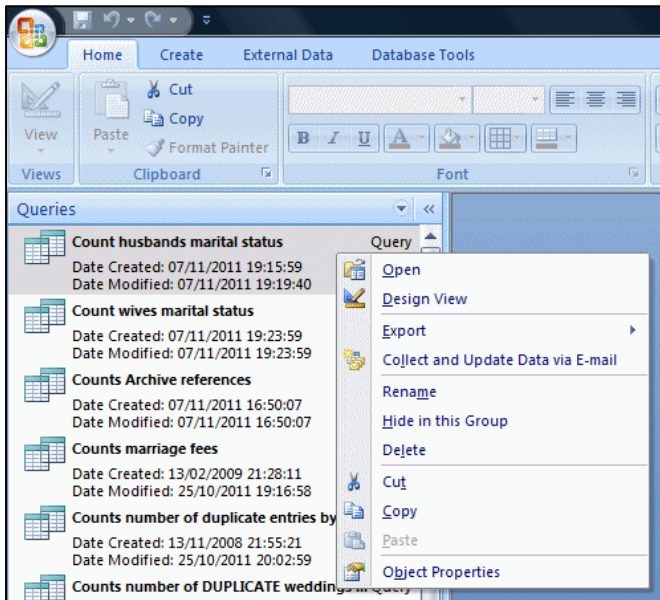 Home Create External Data Database Tools
Cut
Copy
Format Painter
View
Paste
B I U A
Views Clipboard Font
Queries
Count husbands marital status Query
Date Created: 07/11/2011 19:15:59
Date Modified: 07/11/2011 19:19:40
Count wives marital status
Date Created: 07/11/2011 19:23:59
Date Modified: 07/11/2011 19:23:59
Counts Archive references
Date Created: 07/11/2011 16:50:07
Date Modified: 07/11/2011 16:50:07
Counts marriage fees
Date Created: 13/02/2009 21:28:11
Date Modified: 25/10/2011 19:16:58
Counts number of duplicate entries by
Date Created: 13/11/2008 21:55:21
Date Modified: 25/10/2011 20:02:59
Counts number of DUPLICATE weddings in Query
Open
Design View
Export
Collect and Update Data via E-mail
Rename
Hide in this Group
Delete
Cut
Copy
Paste
Object Properties